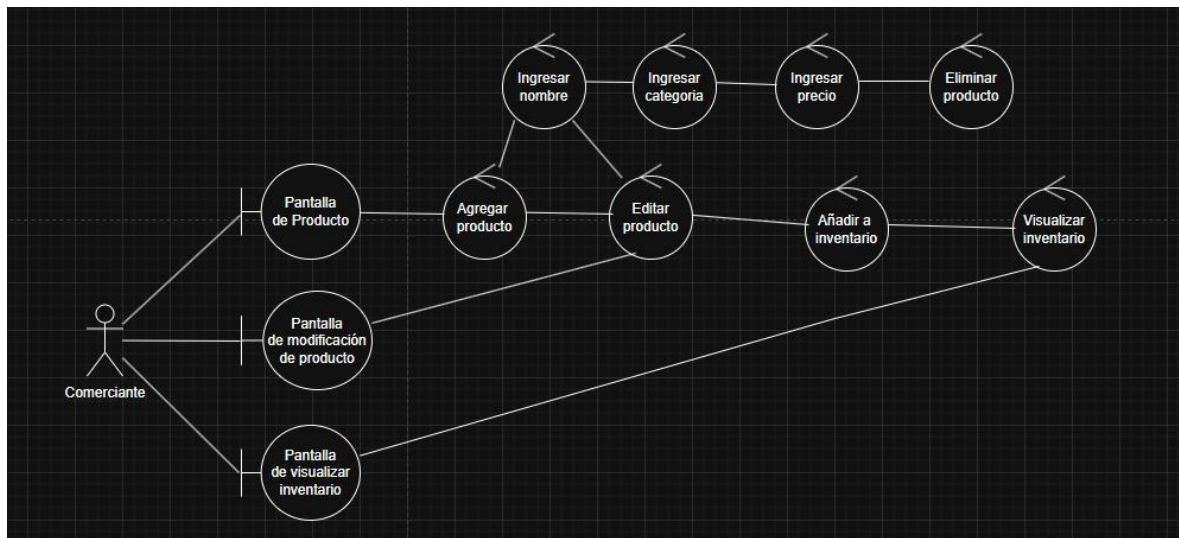 Ingresar
nombre
Ingresar
categoria
Ingresar
precio
Eliminar
producto
Pantalla
de Producto
Agregar
producto
Editar
producto
Añadir a
inventario
Visualizar
inventario
Pantalla
de modificación
de producto
Comerciante
Pantalla
de visualizar
inventario